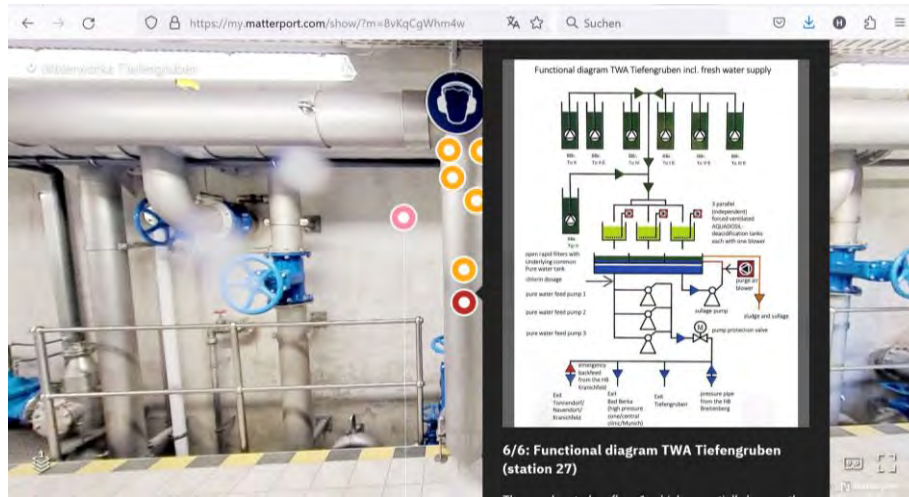 https://my.matterport.com/show/?m=8vKqCgWhm4w
Suchen
Waterworks Tiefengruben
Functional diagram TWA Tiefengruben incl. fresh water supply
3 parallel
(independent)
forced-ventilated
AQUADOSIL-
deacidification tanks
each with one blower
open rapid filters with
Underlying common
Pure water tank
chlorin dosage
purge air
blower
pure water feed pump 1
sullage pump
sludge and sullage
pure water feed pump 2
M
pump protection valve
pure water feed pump 3
emergency
backfeed
from the HB
Kranichfeld
Exit
Tonnendorf/
Nauendorf/
Kranichfeld
Exit
Bad Berka
(high pressure
zone/central
clinic/Munich)
Exit
Tiefengruben
pressure pipe
from the HB
Breitenberg
6/6: Functional diagram TWA Tiefengruben
(station 27)